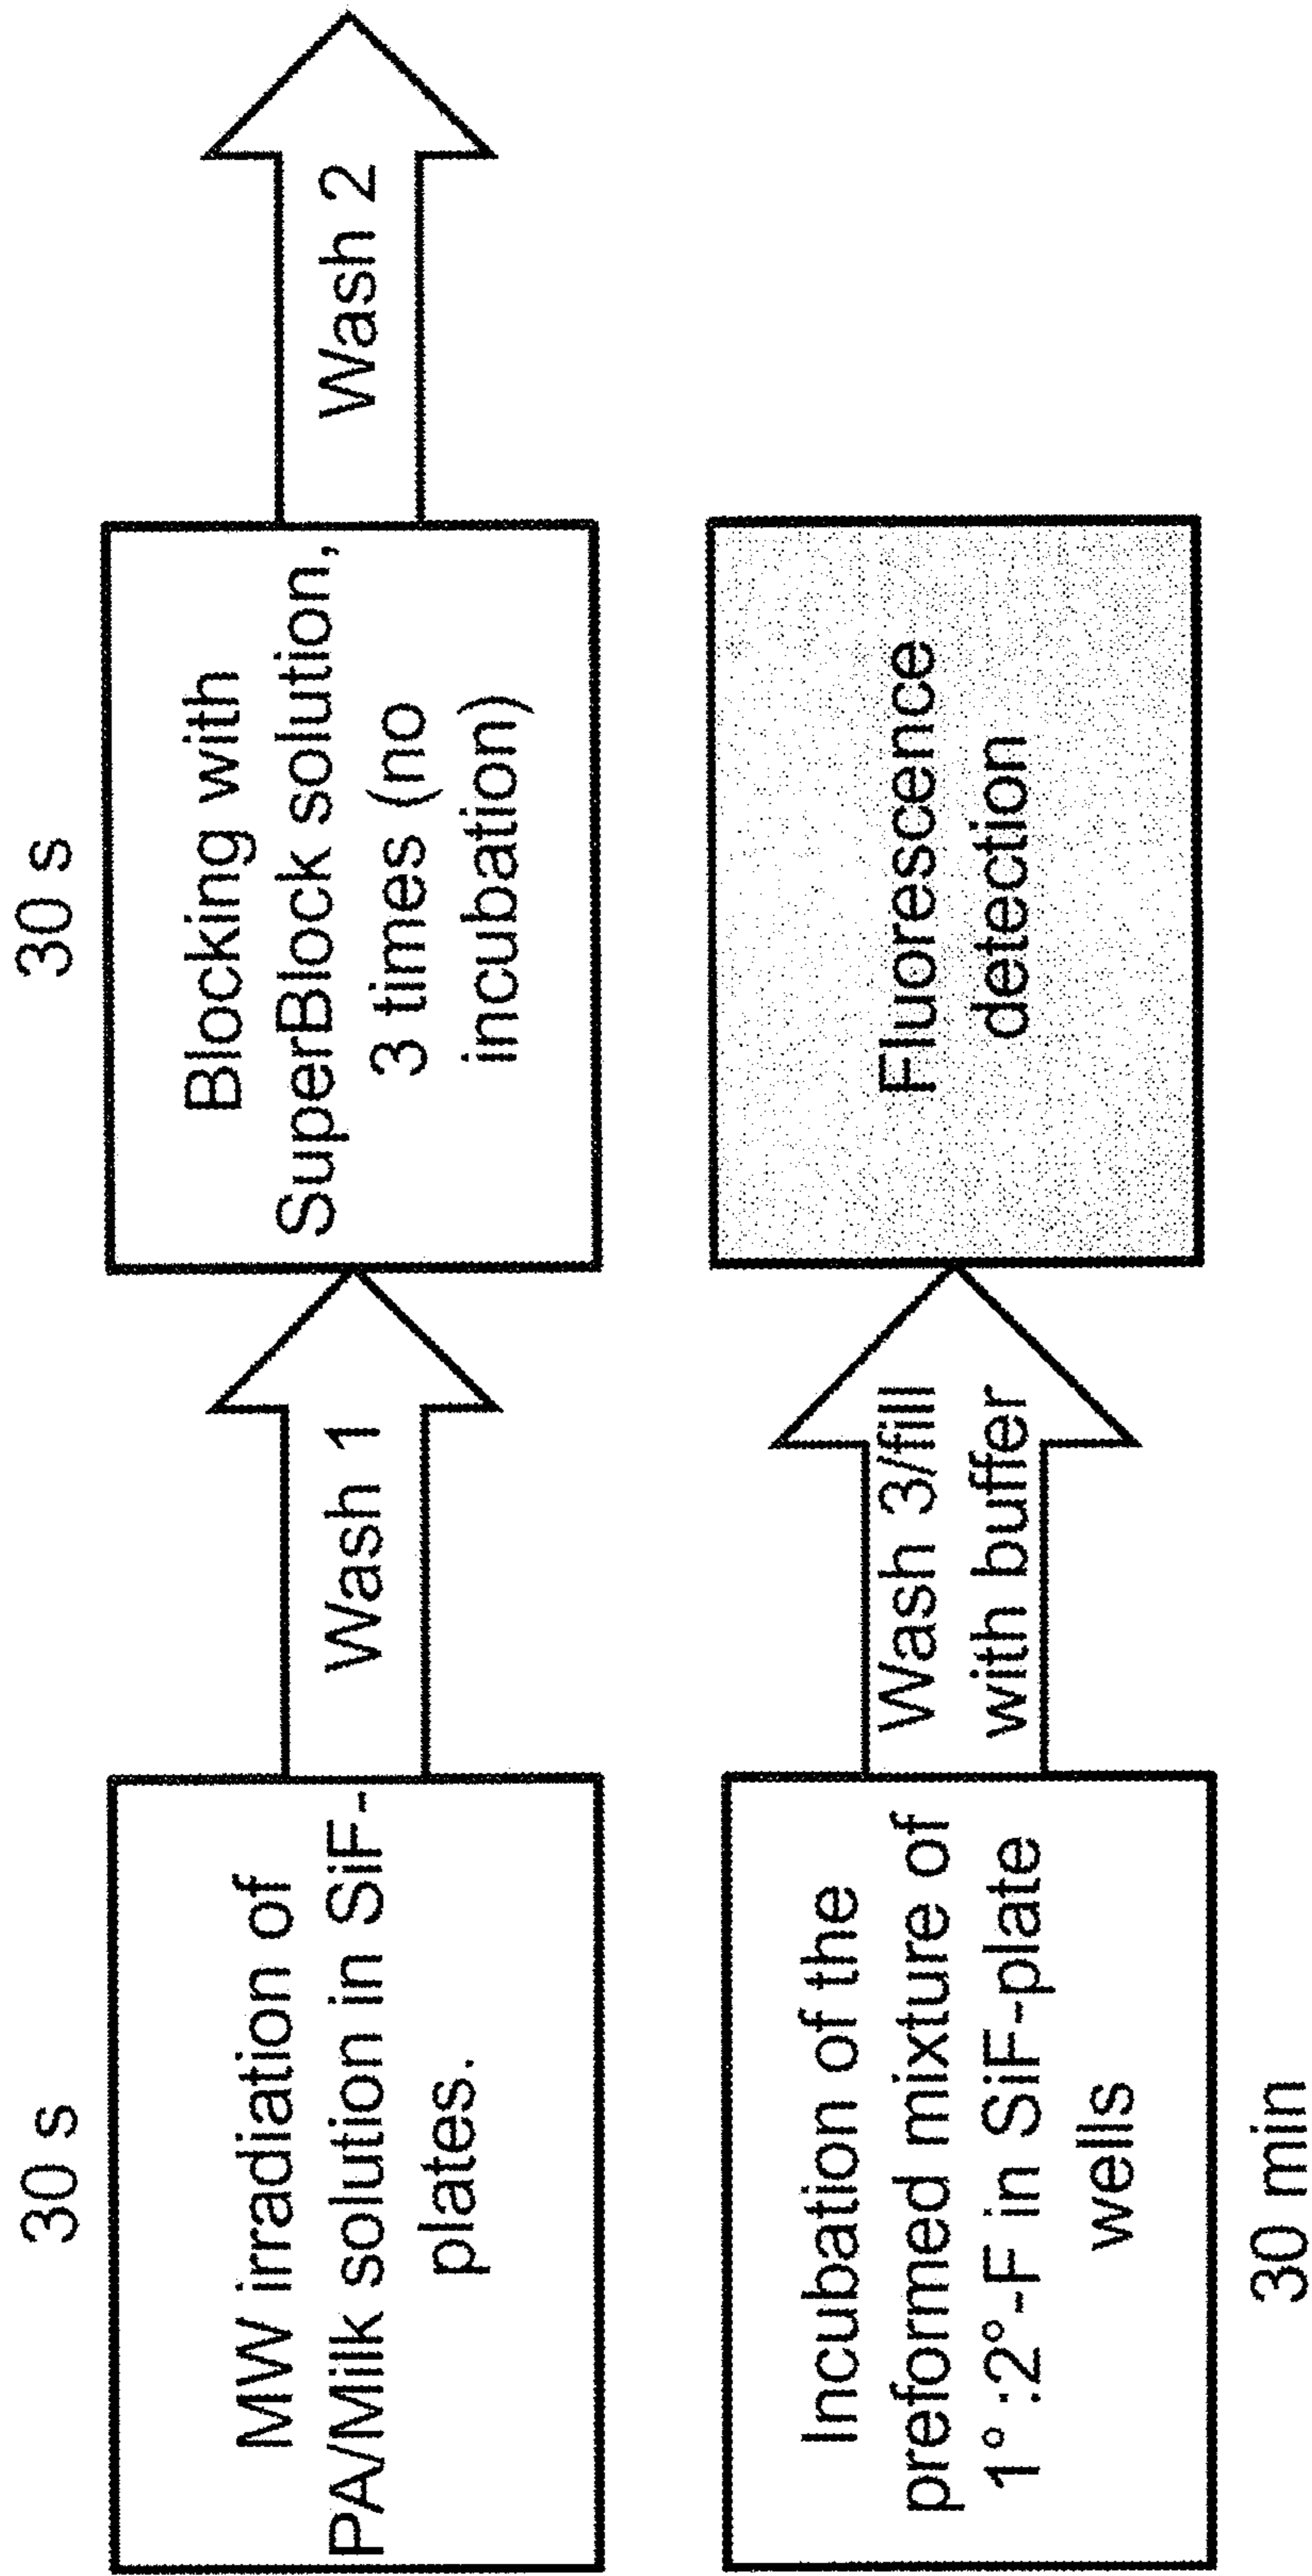 30 s
MW irradiation of
PA/Milk solution in SiF-
plates.
Wash 1
30 s
Blocking with
SuperBlock solution,
3 times (no
incubation)
Wash 2
Incubation of the
preformed mixture of
1° :2°-F in SiF-plate
wells
30 min
Wash 3/fill
with buffer
Fluorescence
detection